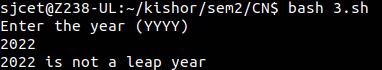 sjcet@Z238-UL:~/kishor/sem2/CN$ bash 3.sh
Enter the year (YYYY)
2022
2022 is not a leap year